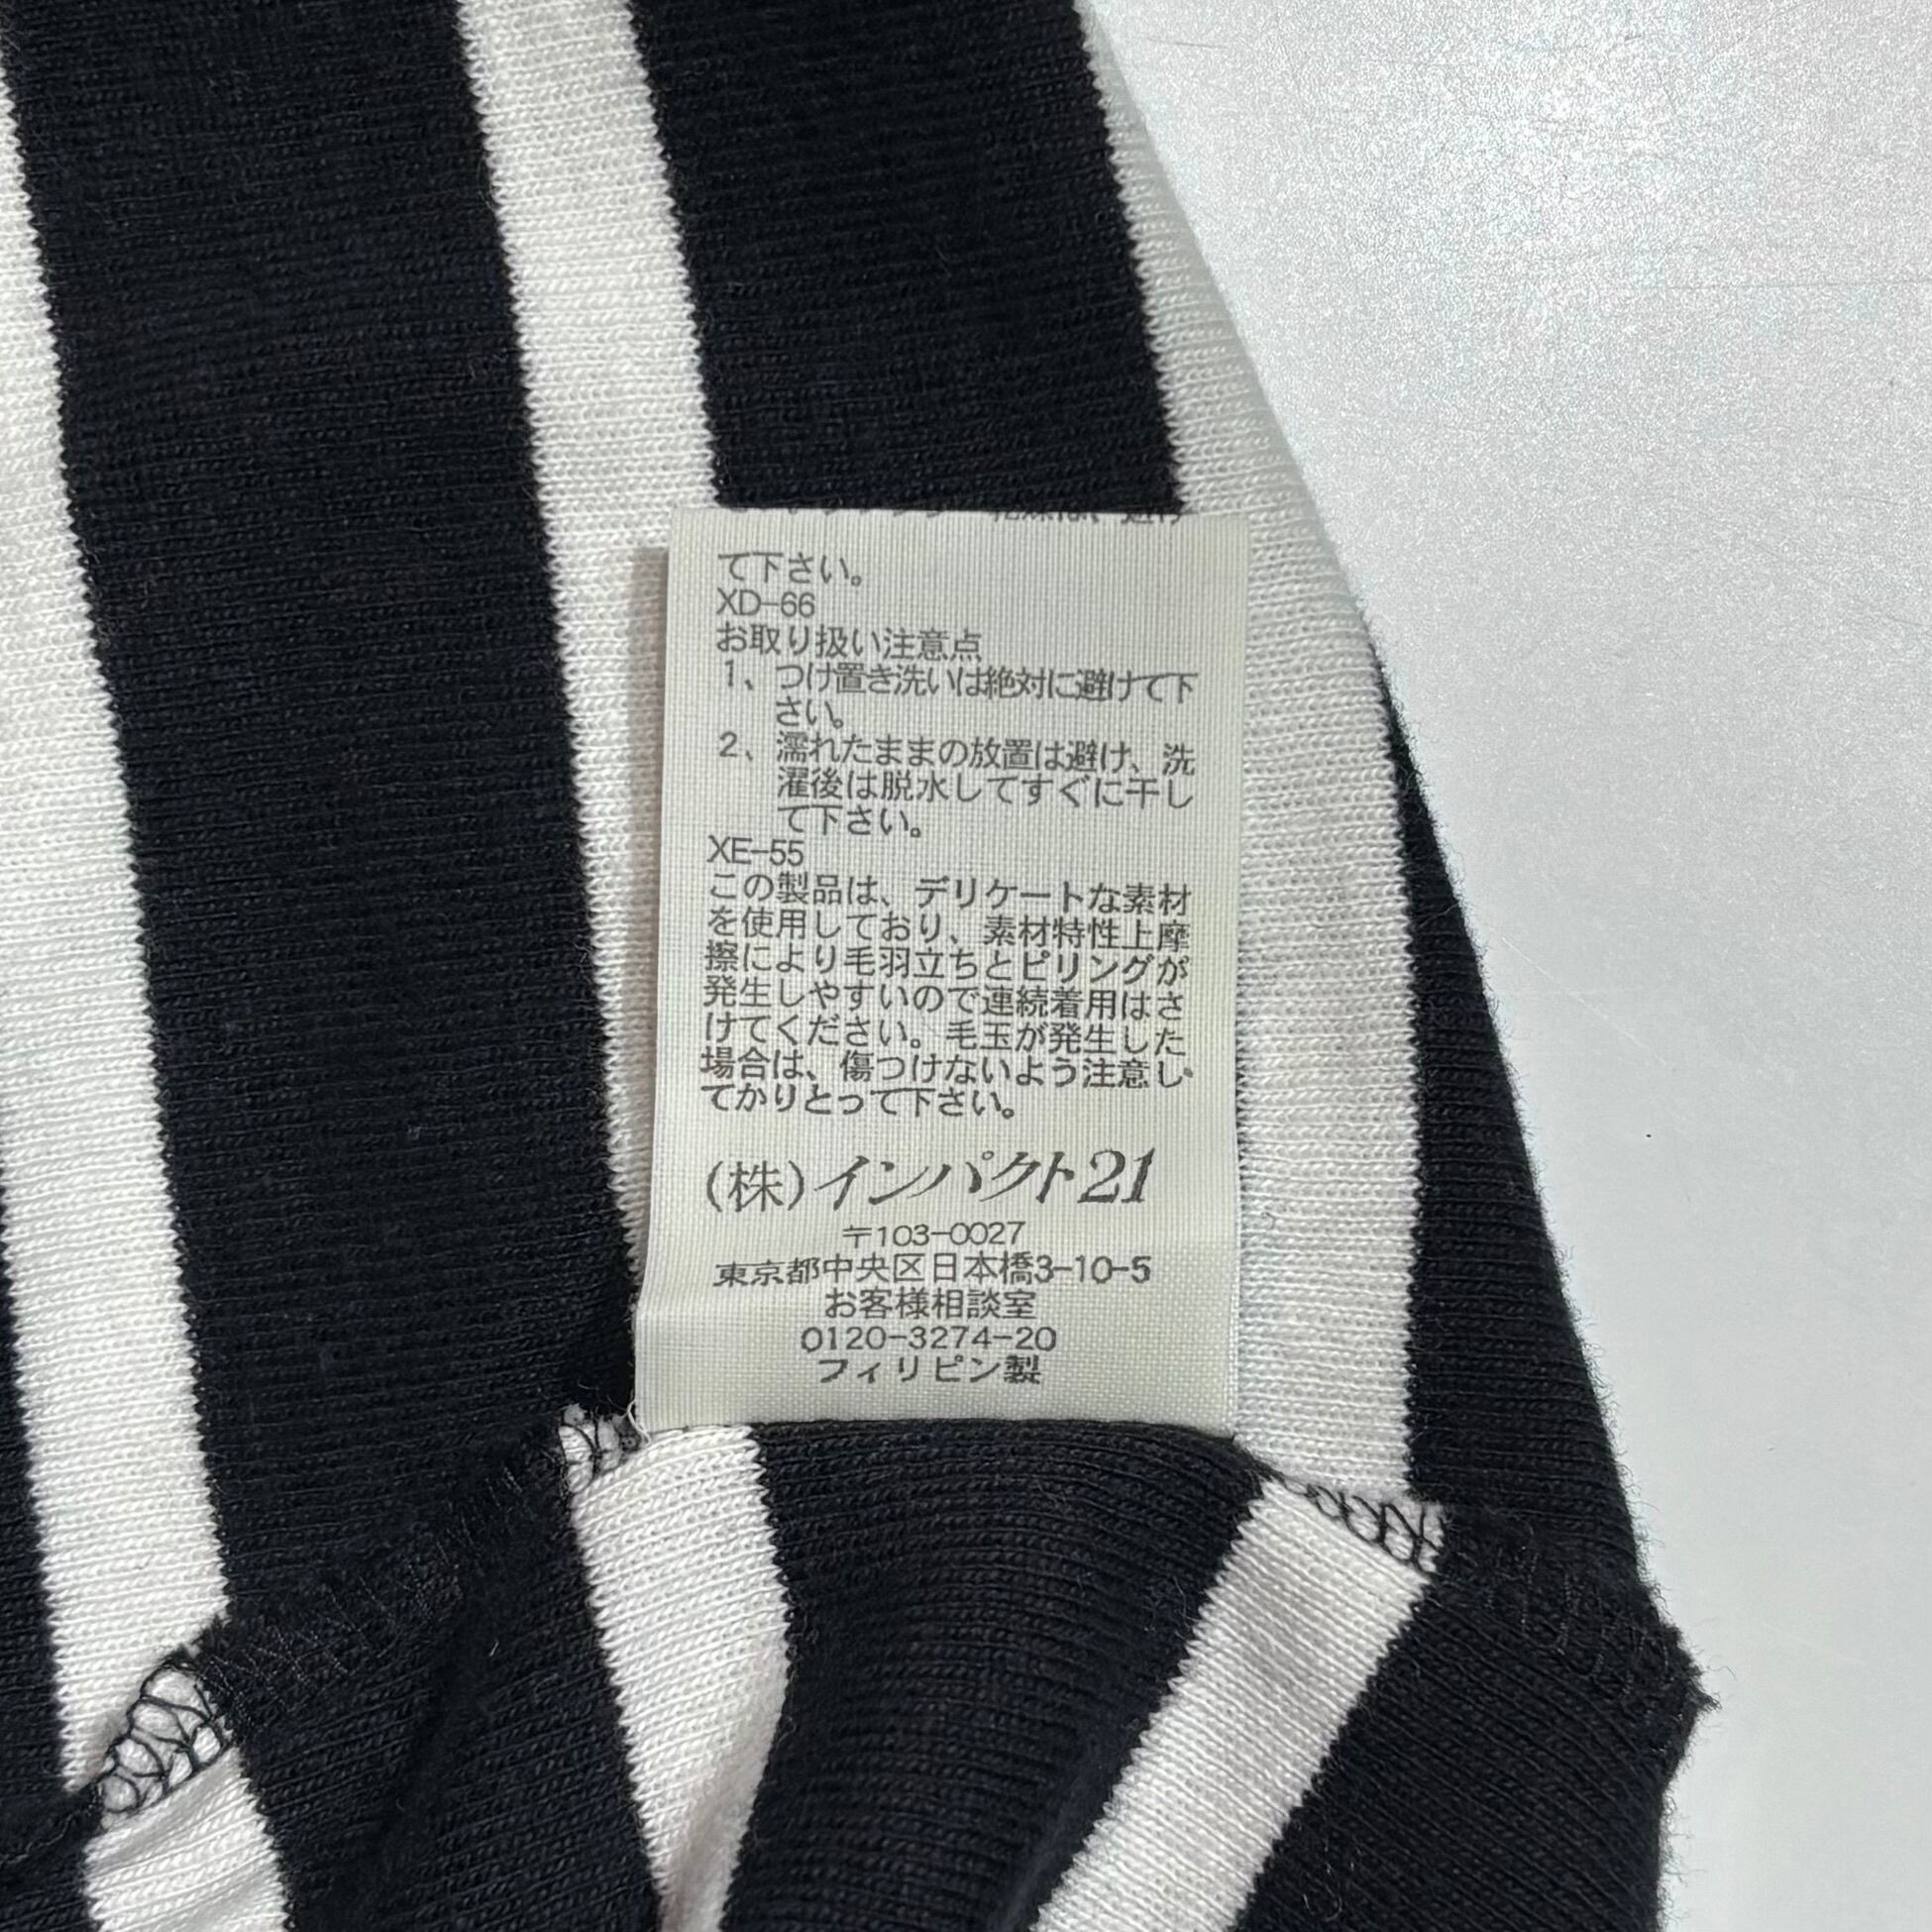 て下さい。
XD-66
お取り扱い注意点
1、つけ置き洗いは絶対に避けて下
さい。
2、濡れたままの放置は避け、洗
濯後は脱水してすぐに干し
て下さい。
XE-55
この製品は、デリケートな素材
を使用しており、素材特性上摩
擦により毛羽立ちとピリングが
発生しやすいので連続着用はさ
けてください。毛玉が発生した
場合は、傷つけないよう注意し
てかりとって下さい。
(株)インパクト21
〒103-0027
東京都中央区日本橋3-10-5
お客様相談室
0120-3274-20
フィリピン製